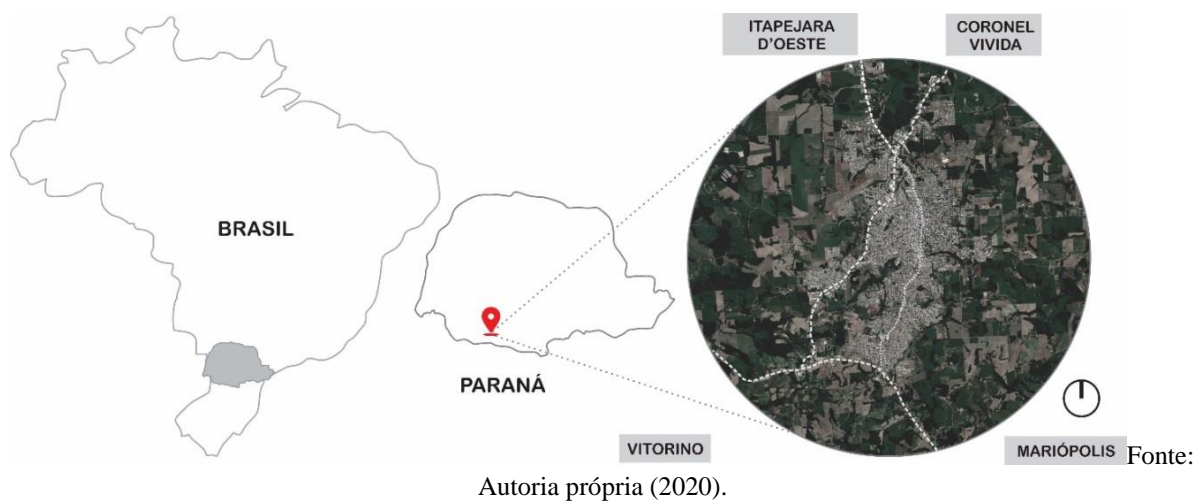 ITAPEJARA
D'OESTE
CORONEL
VIVIDA
BRASIL
PARANÁ
VITORINO
MARIÓPOLIS
Fonte:
Autoria própria (2020).